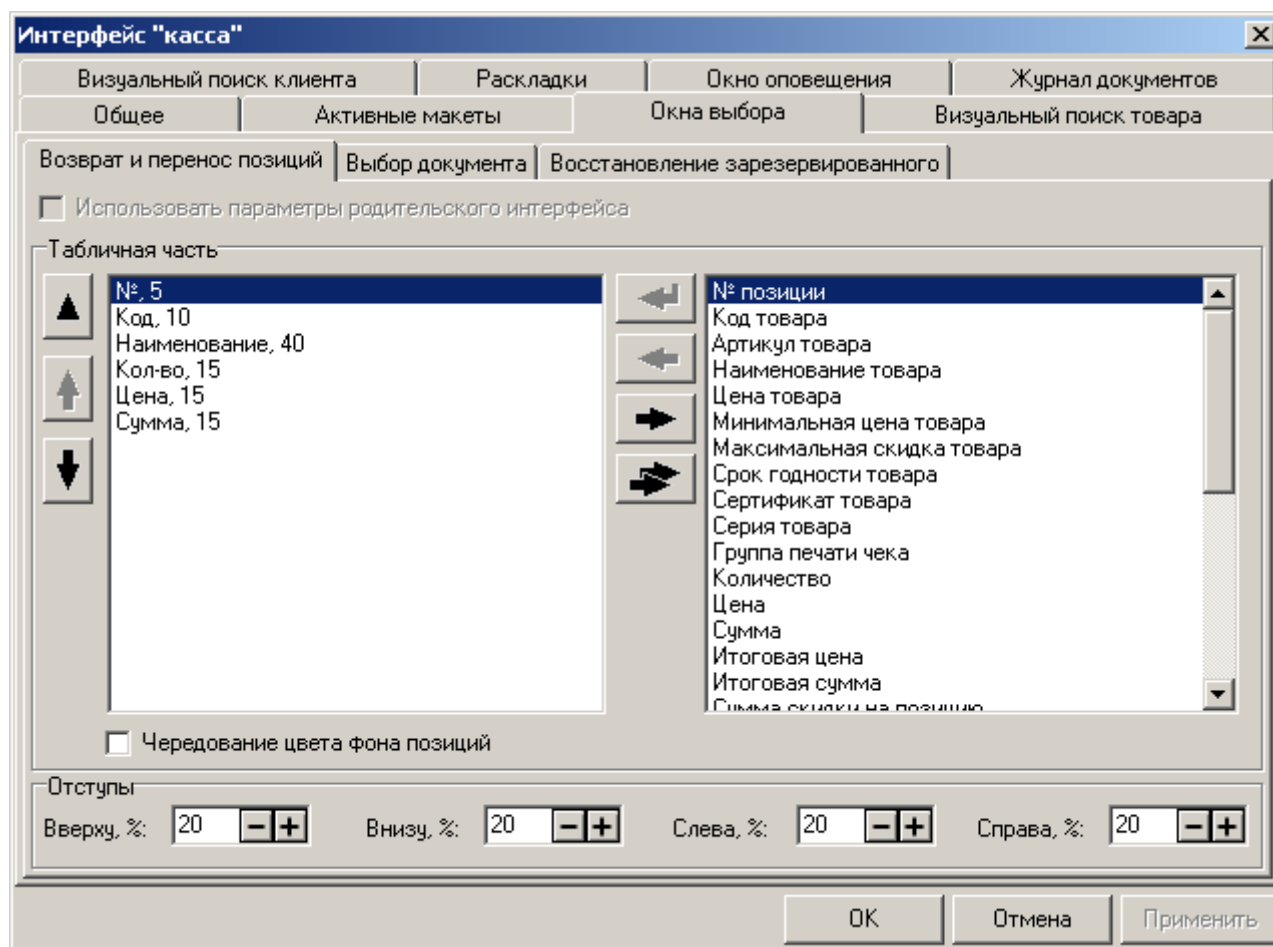 Интерфейс "касса"
Визуальный поиск клиента Раскладки Окно оповещения Журнал документов
Общее Активные макеты Окна выбора Визуальный поиск товара
Возврат и перенос позиций Выбор документа Восстановление зарезервированного
Использовать параметры родительского интерфейса
Табличная часть
№, 5
Код, 10
Наименование, 40
Кол-во, 15
Цена, 15
Сумма, 15
№ позиции
Код товара
Артикул товара
Наименование товара
Цена товара
Минимальная цена товара
Максимальная скидка товара
Срок годности товара
Сертификат товара
Серия товара
Группа печати чека
Количество
Цена
Сумма
Итоговая цена
Итоговая сумма
Сумма скидки на позицию
Чередование цвета фона позиций
Отступы
Вверху, %: 20 Внизу, %: 20 Слева, %: 20 Справа, %: 20
OK Отмена Применить